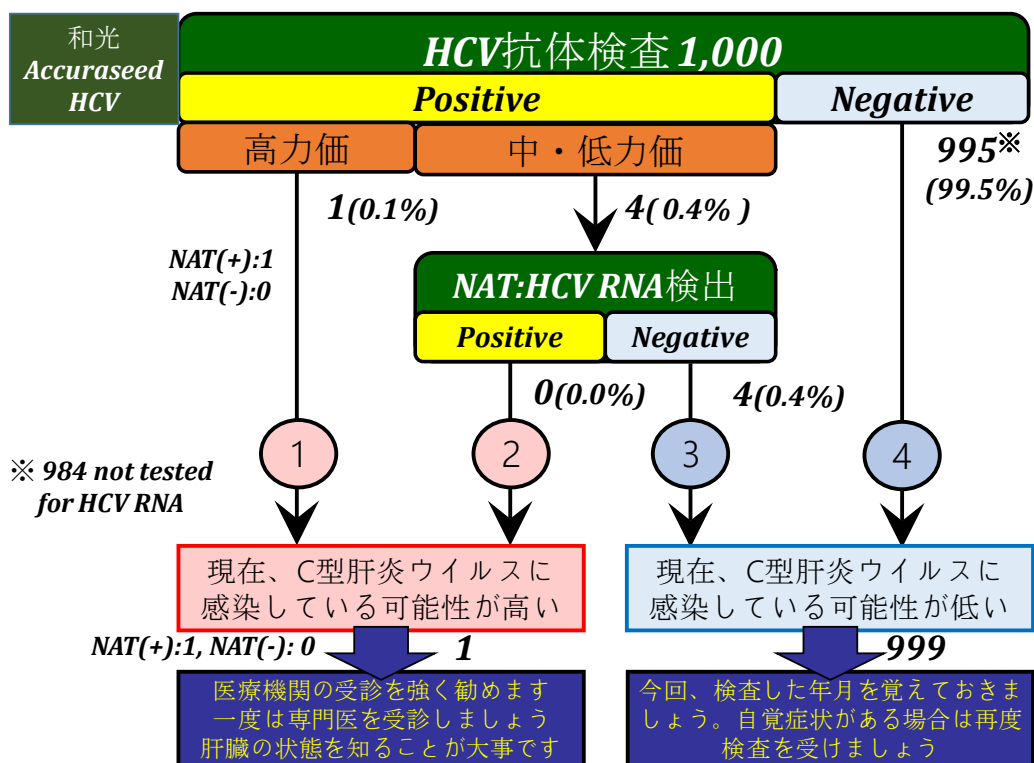 和光
Accuraseed
HCV
HCV抗体検査 1,000
Positive
Negative
高力価
中・低力価
995※
(99.5%)
1(0.1%)
4( 0.4% )
NAT(+):1
NAT(-):0
NAT:HCV RNA検出
Positive
Negative
0(0.0%)
4(0.4%)
1
2
3
4
※ 984 not tested
for HCV RNA
現在、C型肝炎ウイルスに
感染している可能性が高い
現在、C型肝炎ウイルスに
感染している可能性が低い
NAT(+):1, NAT(-): 0
1
999
医療機関の受診を強く勧めます
一度は専門医を受診しましょう
肝臓の状態を知ることが大事です
今回、検査した年月を覚えておきま
しょう。自覚症状がある場合は再度
検査を受けましょう